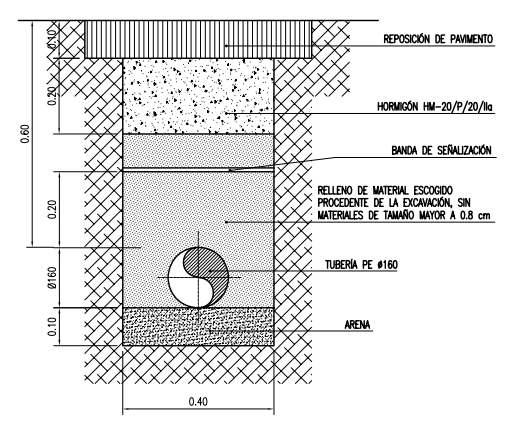 0.10
REPOSICIÓN DE PAVIMENTO
0.20
HORMIGÓN HM-20/P/20/IIa
0.60
BANDA DE SEÑALIZACIÓN
RELLENO DE MATERIAL ESCOGIDO
PROCEDENTE DE LA EXCAVACIÓN, SIN
MATERIALES DE TAMAÑO MAYOR A 0.8 cm
0.20
TUBERÍA PE ø160
Ø160
ARENA
0.10
0.40